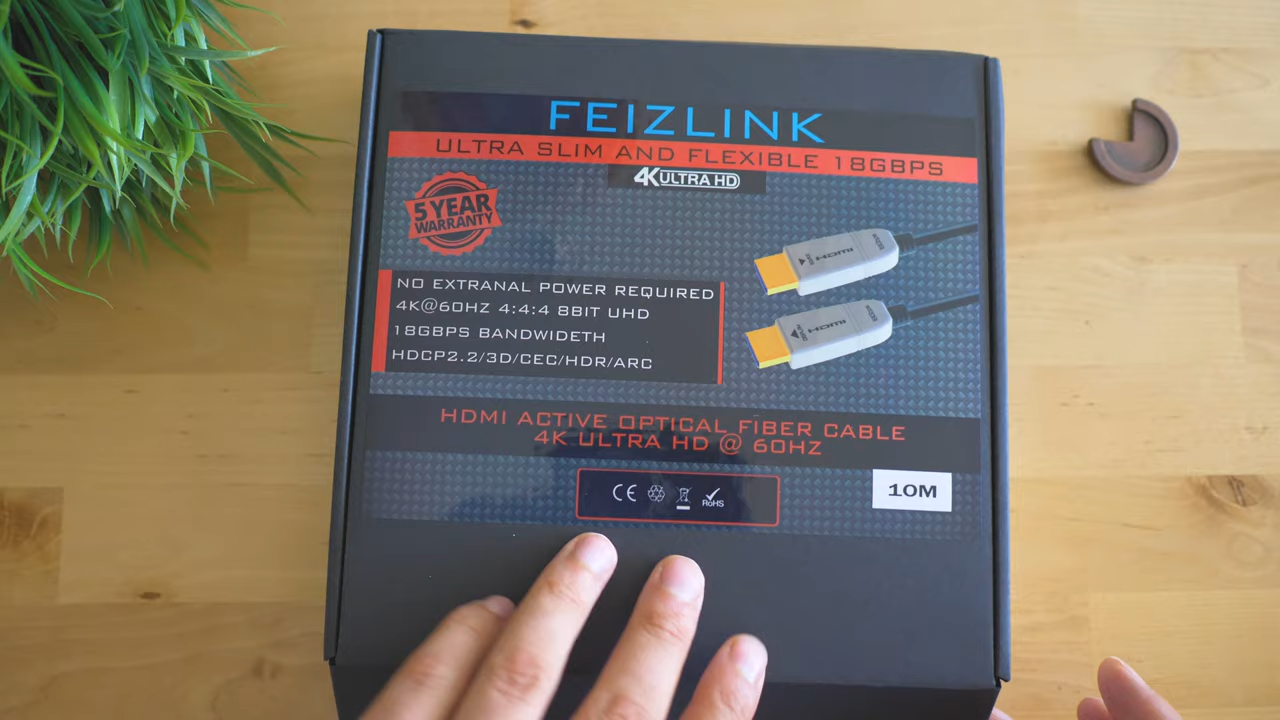 FEIZLINK
ULTRA SLIM AND FLEXIBLE 18GBPS
4K ULTRA HD
5 YEAR
WARRANTY
NO EXTRANAL POWER REQUIRED
4K@60HZ 4:4:4 8BIT UHD
18GBPS BANDWIDETH
HDCP2.2/3D/CEC/HDR/ARC
HDMI
HDMI
HDMI ACTIVE OPTICAL FIBER CABLE
4K ULTRA HD @ 60HZ
CE
RoHS
10M